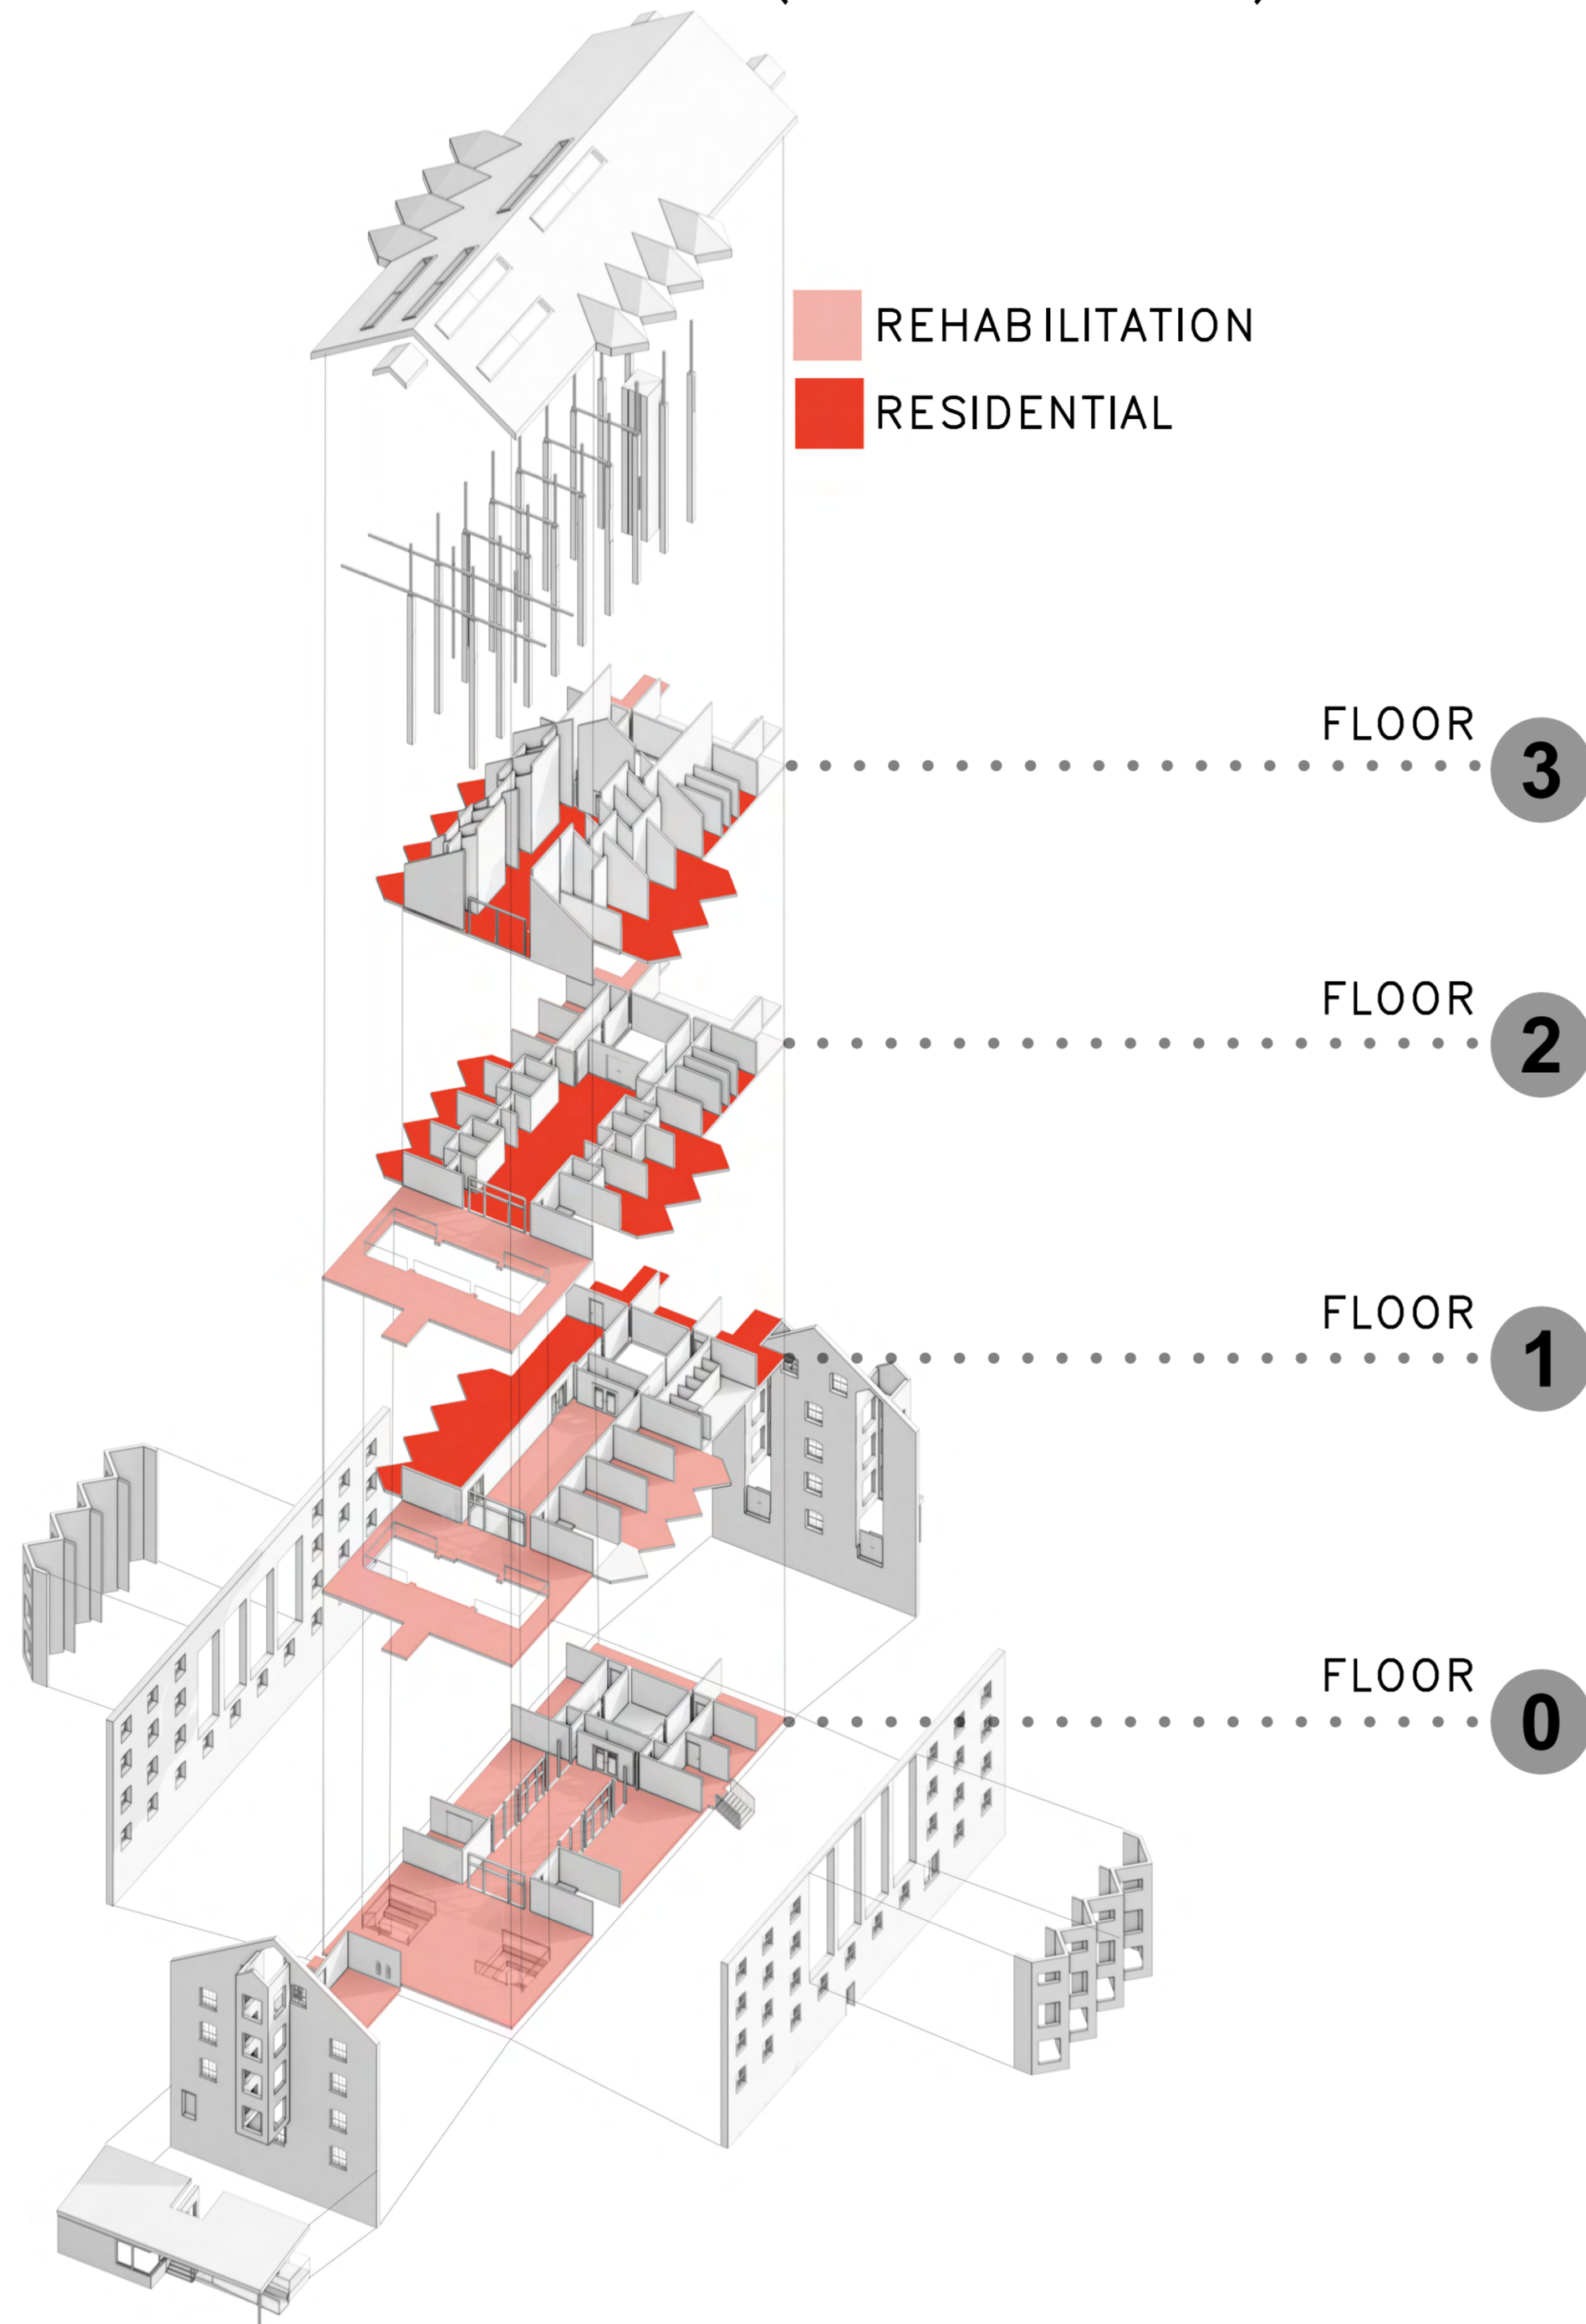 REHABILITATION
RESIDENTIAL
FLOOR 3
FLOOR 2
FLOOR 1
FLOOR 0